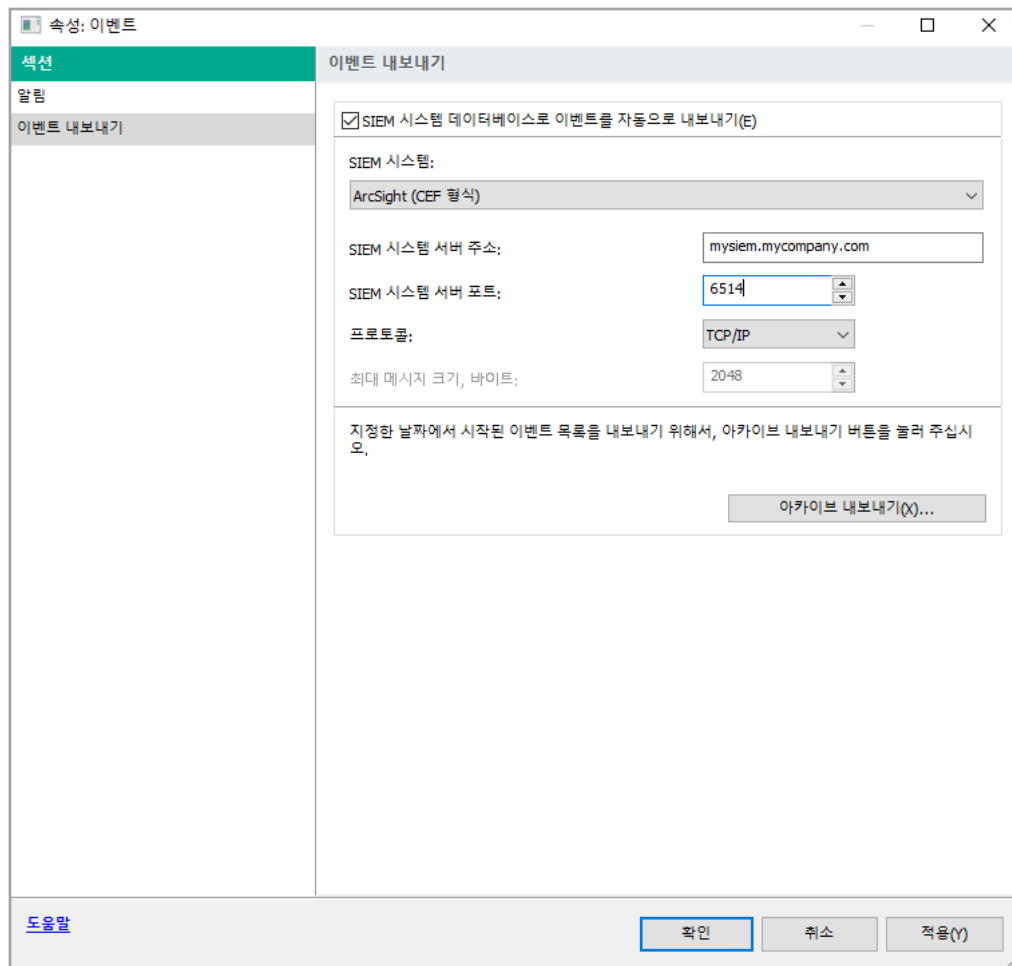 속성: 이벤트
섹션
알림
이벤트 내보내기
이벤트 내보내기
SIEM 시스템 데이터베이스로 이벤트를 자동으로 내보내기(E)
SIEM 시스템:
ArcSight (CEF 형식)
SIEM 시스템 서버 주소:
mysiem.mycompany.com
SIEM 시스템 서버 포트:
6514
프로토콜:
TCP/IP
최대 메시지 크기, 바이트:
2048
지정한 날짜에서 시작된 이벤트 목록을 내보내기 위해서, 아카이브 내보내기 버튼을 눌러 주십시
오.
아카이브 내보내기(X)...
도움말
확인
취소
적용(Y)